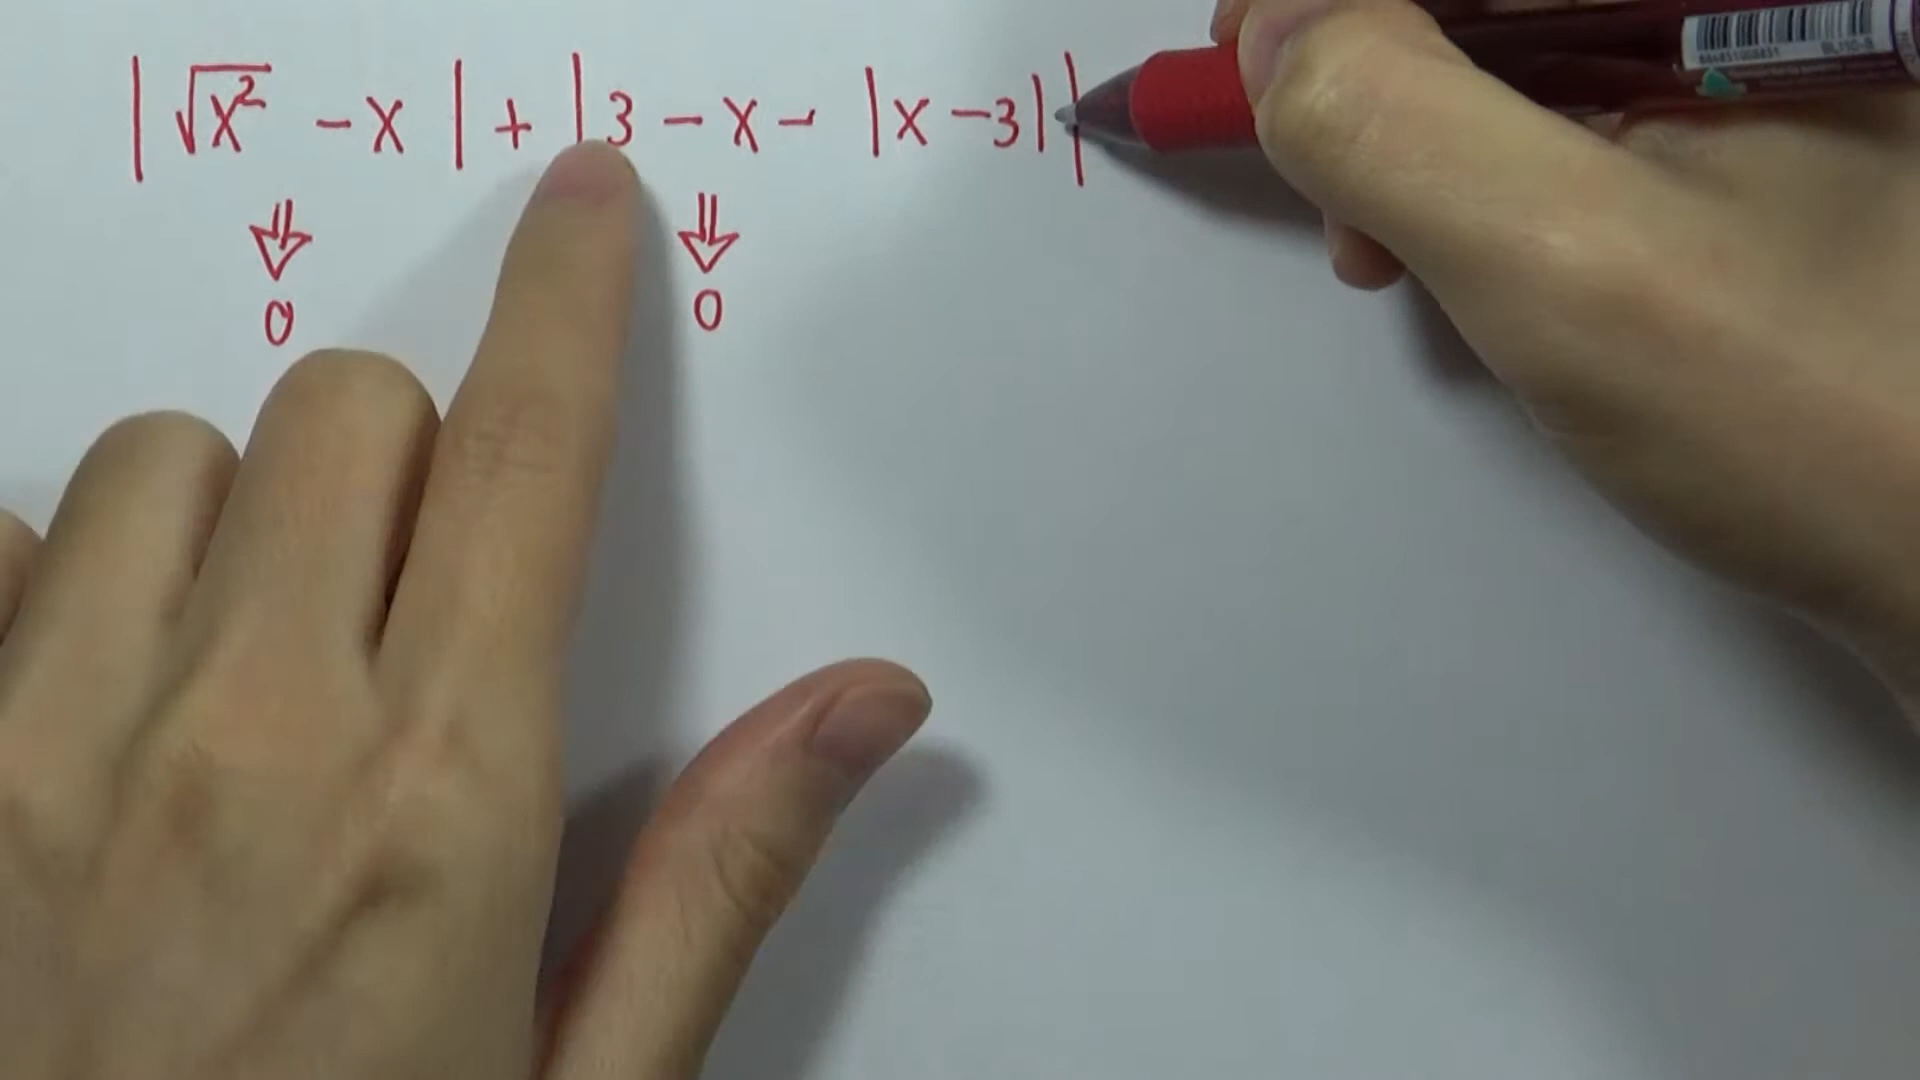 |√x² - x| + |3 - x - |x - 3||
⇓ ⇓
0 0